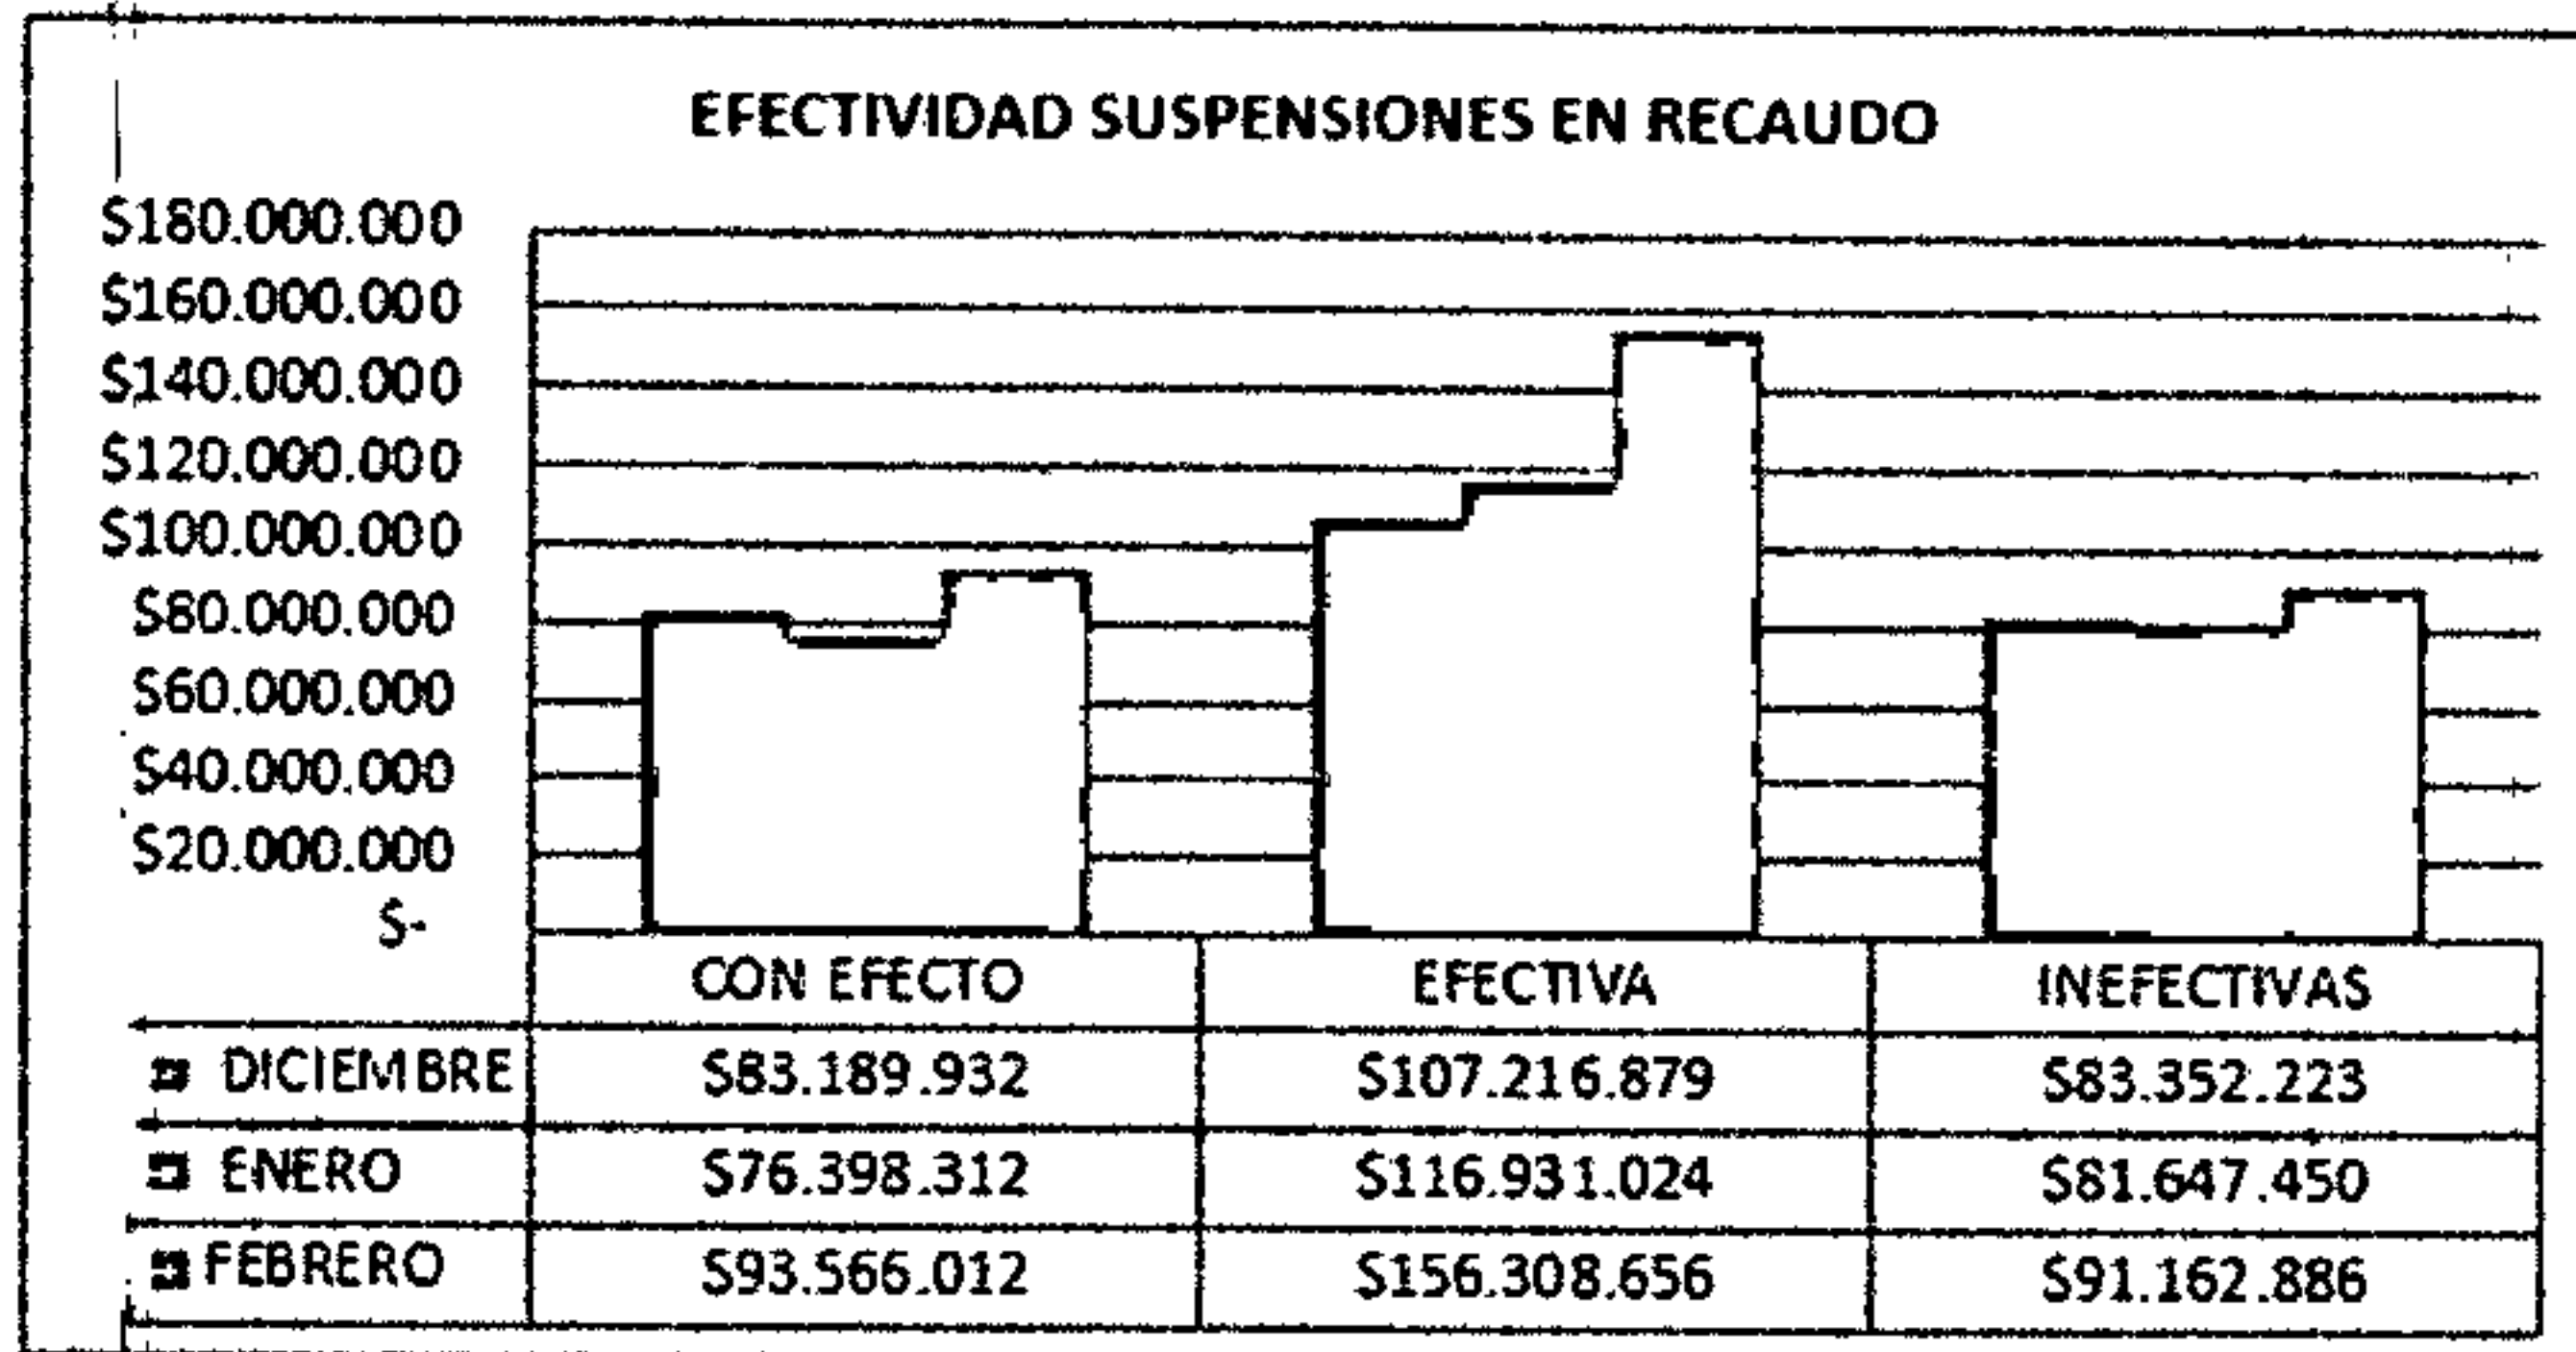 EFECTIVIDAD SUSPENSIONES EN RECAUDO
$180.000.000
$160.000.000
$140.000.000
$120.000.000
$100.000.000
$80.000.000
$60.000.000
$40.000.000
$20.000.000
$-
CON EFECTO EFECTIVA INEFECTIVAS
DICIEMBRE $83.189.932 $107.216.879 $83.352.223
ENERO $76.398.312 $116.931.024 $81.647.450
FEBRERO $93.566.012 $156.308.656 $91.162.886